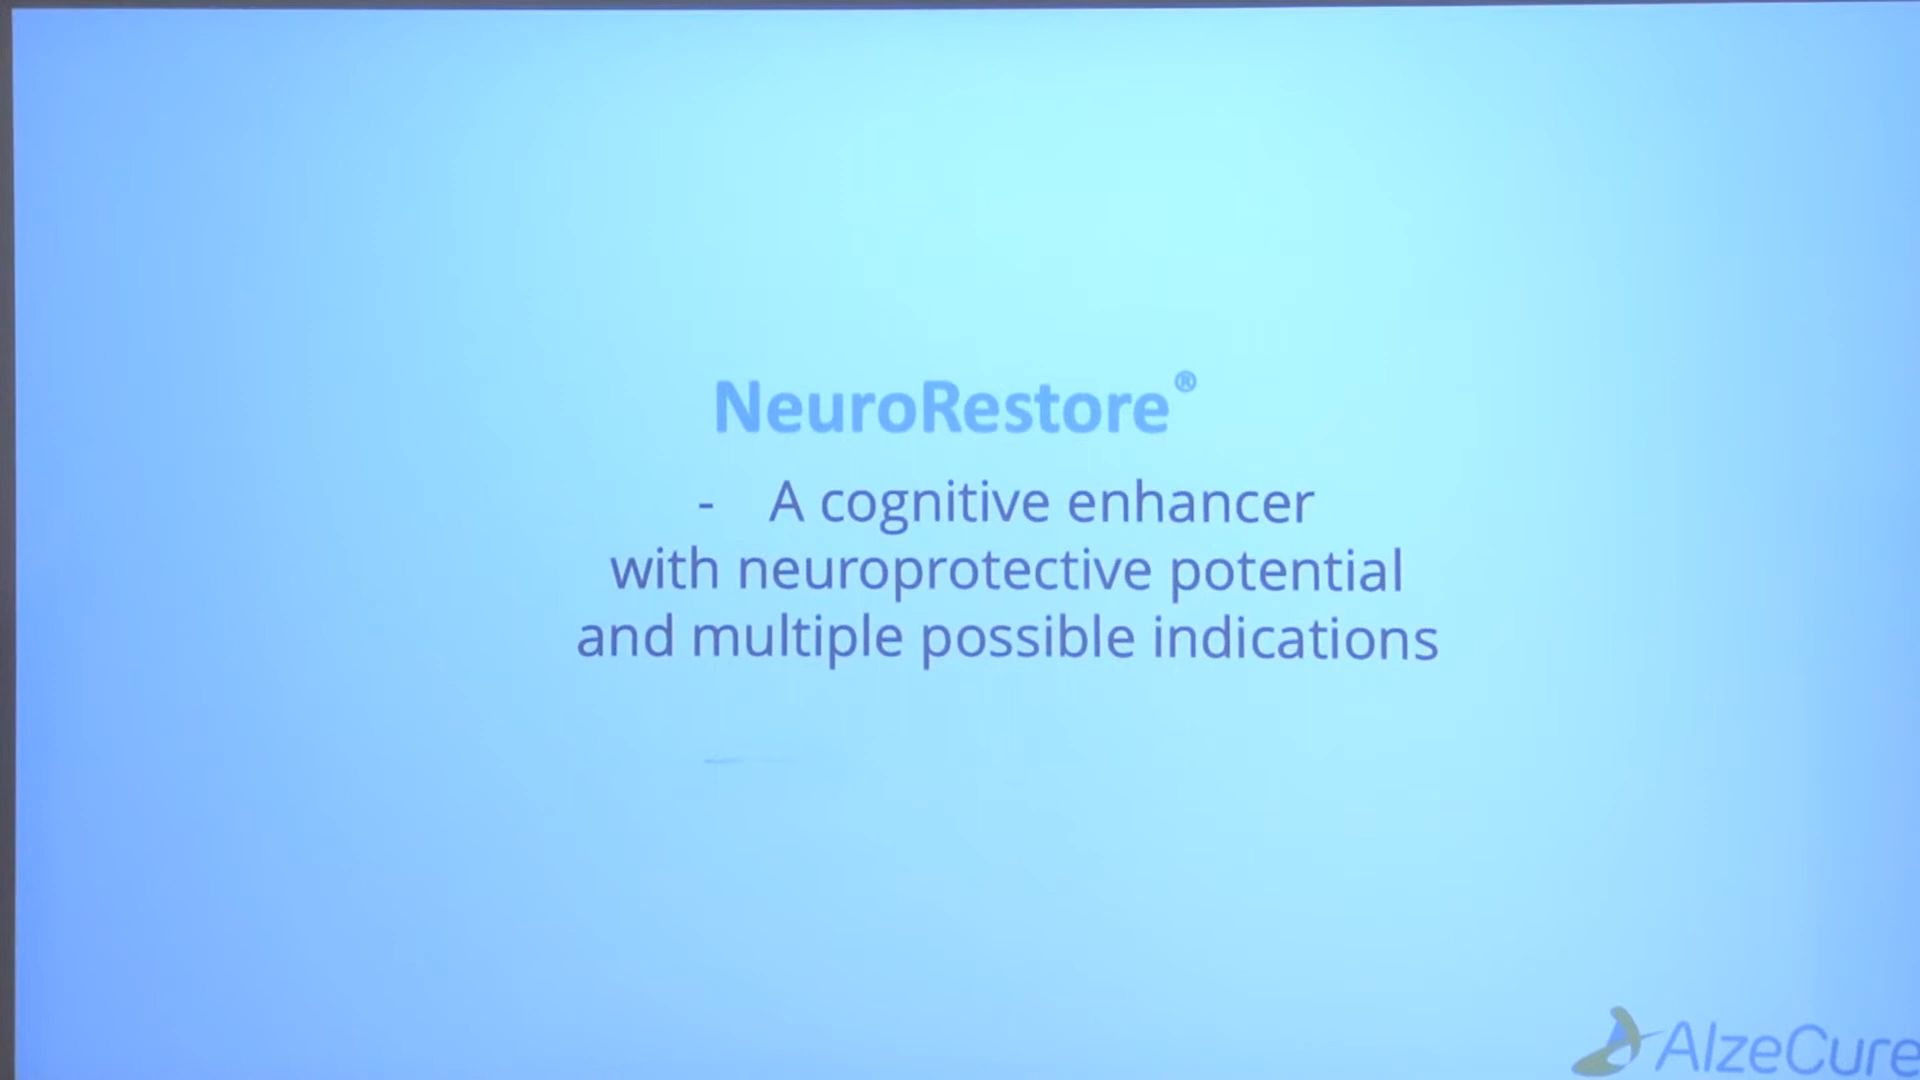 NeuroRestore®
- A cognitive enhancer
with neuroprotective potential
and multiple possible indications
AlzeCure